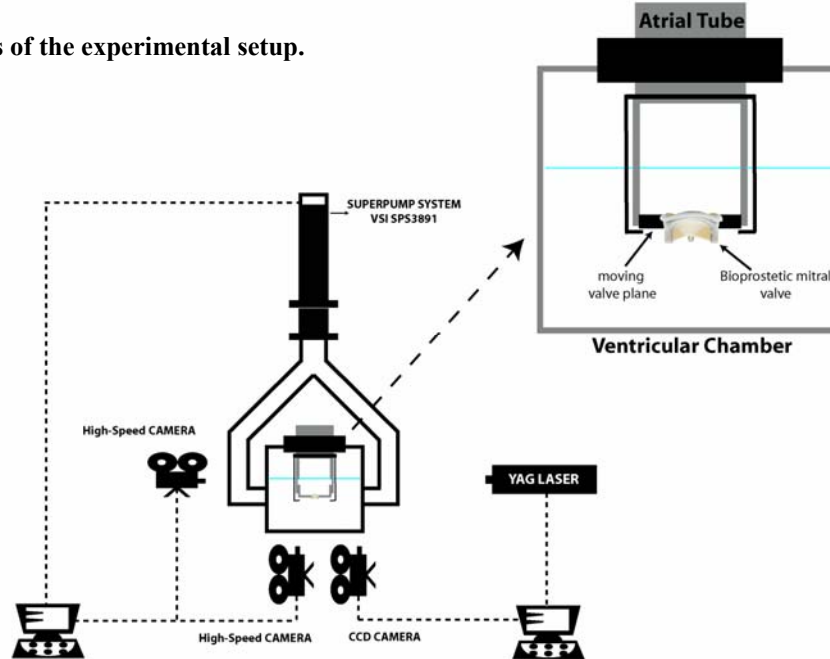 s of the experimental setup.
Atrial Tube
SUPERPUMP SYSTEM
VSI SPS3891
moving
valve plane
Bioprostetic mitral
valve
Ventricular Chamber
High-Speed CAMERA
YAG LASER
High-Speed CAMERA
CCD CAMERA